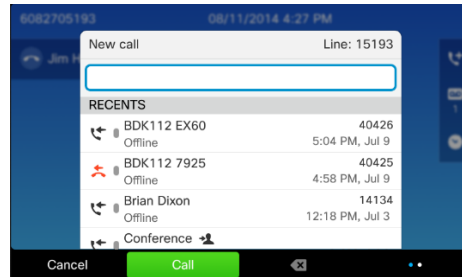 6082705193 08/11/2014 4:27 PM
Jim H
New call Line: 15193
RECENTS
BDK112 EX60 40426
Offline 5:04 PM, Jul 9
BDK112 7925 40425
Offline 4:58 PM, Jul 9
Brian Dixon 14134
Offline 12:18 PM, Jul 3
Conference
1
Cancel Call